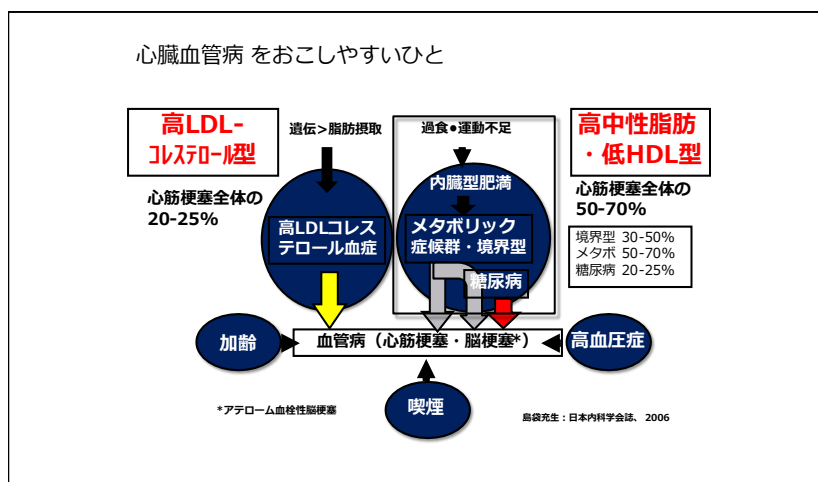 心臓血管病 をおこしやすいひと
高LDL-
ｺﾚｽﾃﾛｰﾙ型
心筋梗塞全体の
20-25%
遺伝>脂肪摂取
高LDLコレス
テロール血症
過食●運動不足
内臓型肥満
メタボリック
症候群・境界型
糖尿病
高中性脂肪
・低HDL型
心筋梗塞全体の
50-70%
境界型 30-50%
メタボ 50-70%
糖尿病 20-25%
加齢
血管病（心筋梗塞・脳梗塞*）
高血圧症
喫煙
*アテローム血栓性脳梗塞
島袋充生：日本内科学会誌、2006